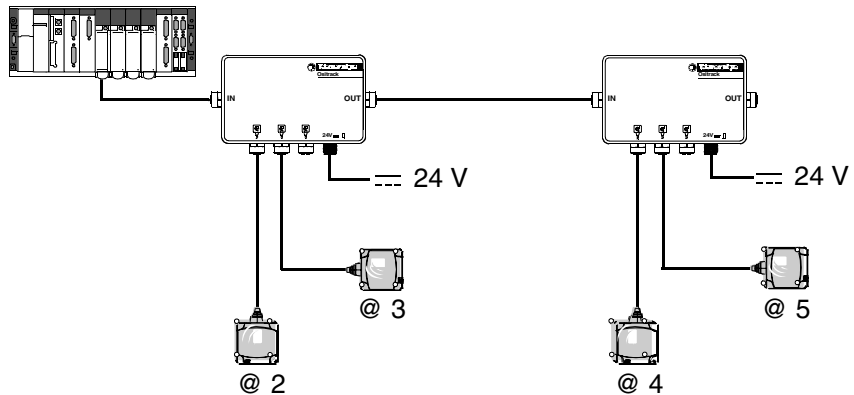 Ositrack
IN
OUT
24V
24 V
@ 3
@ 2
Ositrack
IN
OUT
24V
24 V
@ 5
@ 4